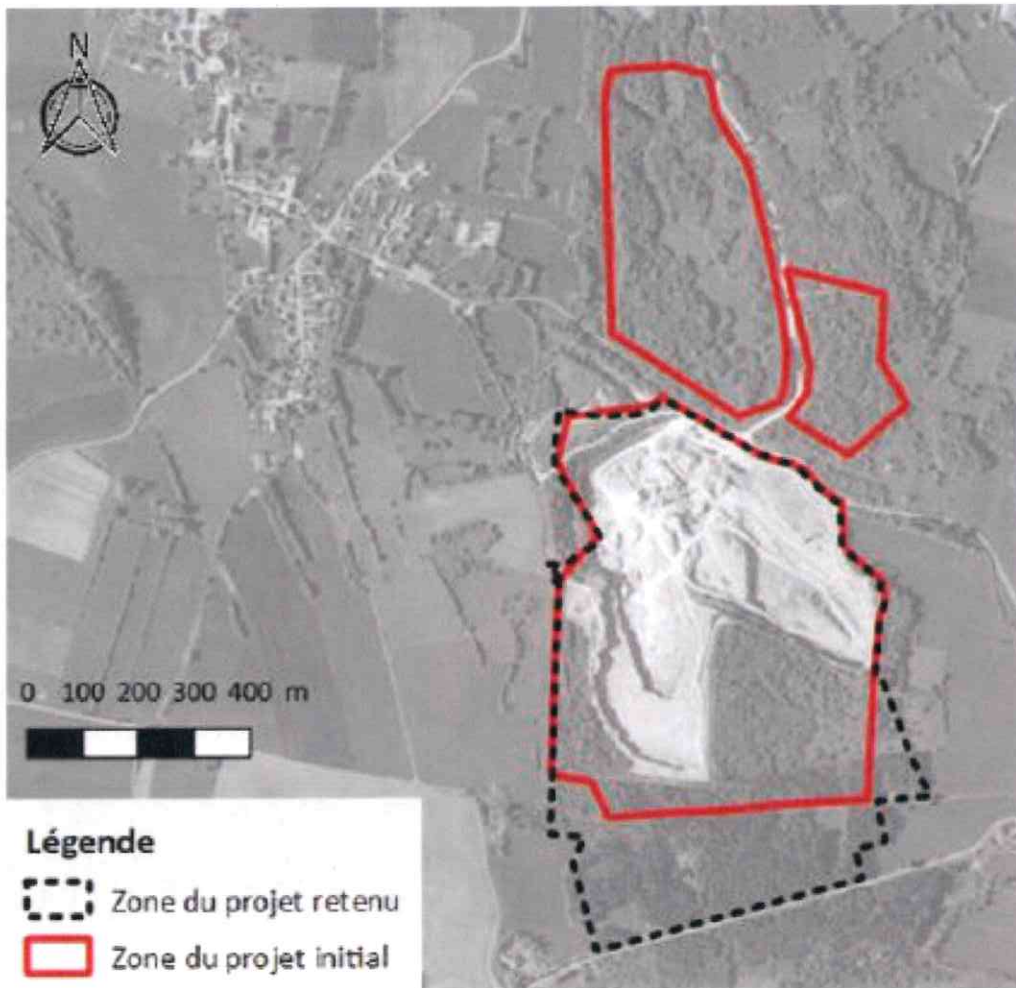 N
0 100 200 300 400 m
Légende
Zone du projet retenu
Zone du projet initial